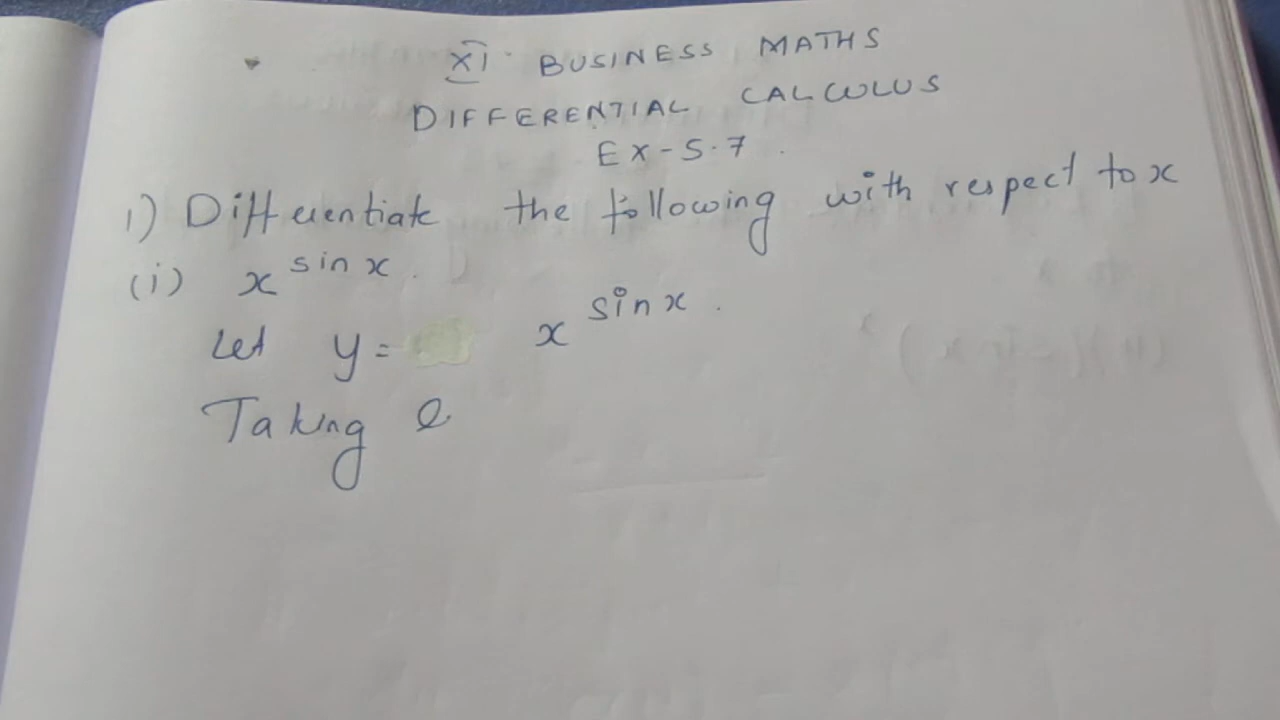 XI BUSINESS MATHS
DIFFERENTIAL CALCULUS
EX-5.7.
1) Differentiate the following with respect to x
(i) x^sin x.
Let y = x^sin x.
Taking l